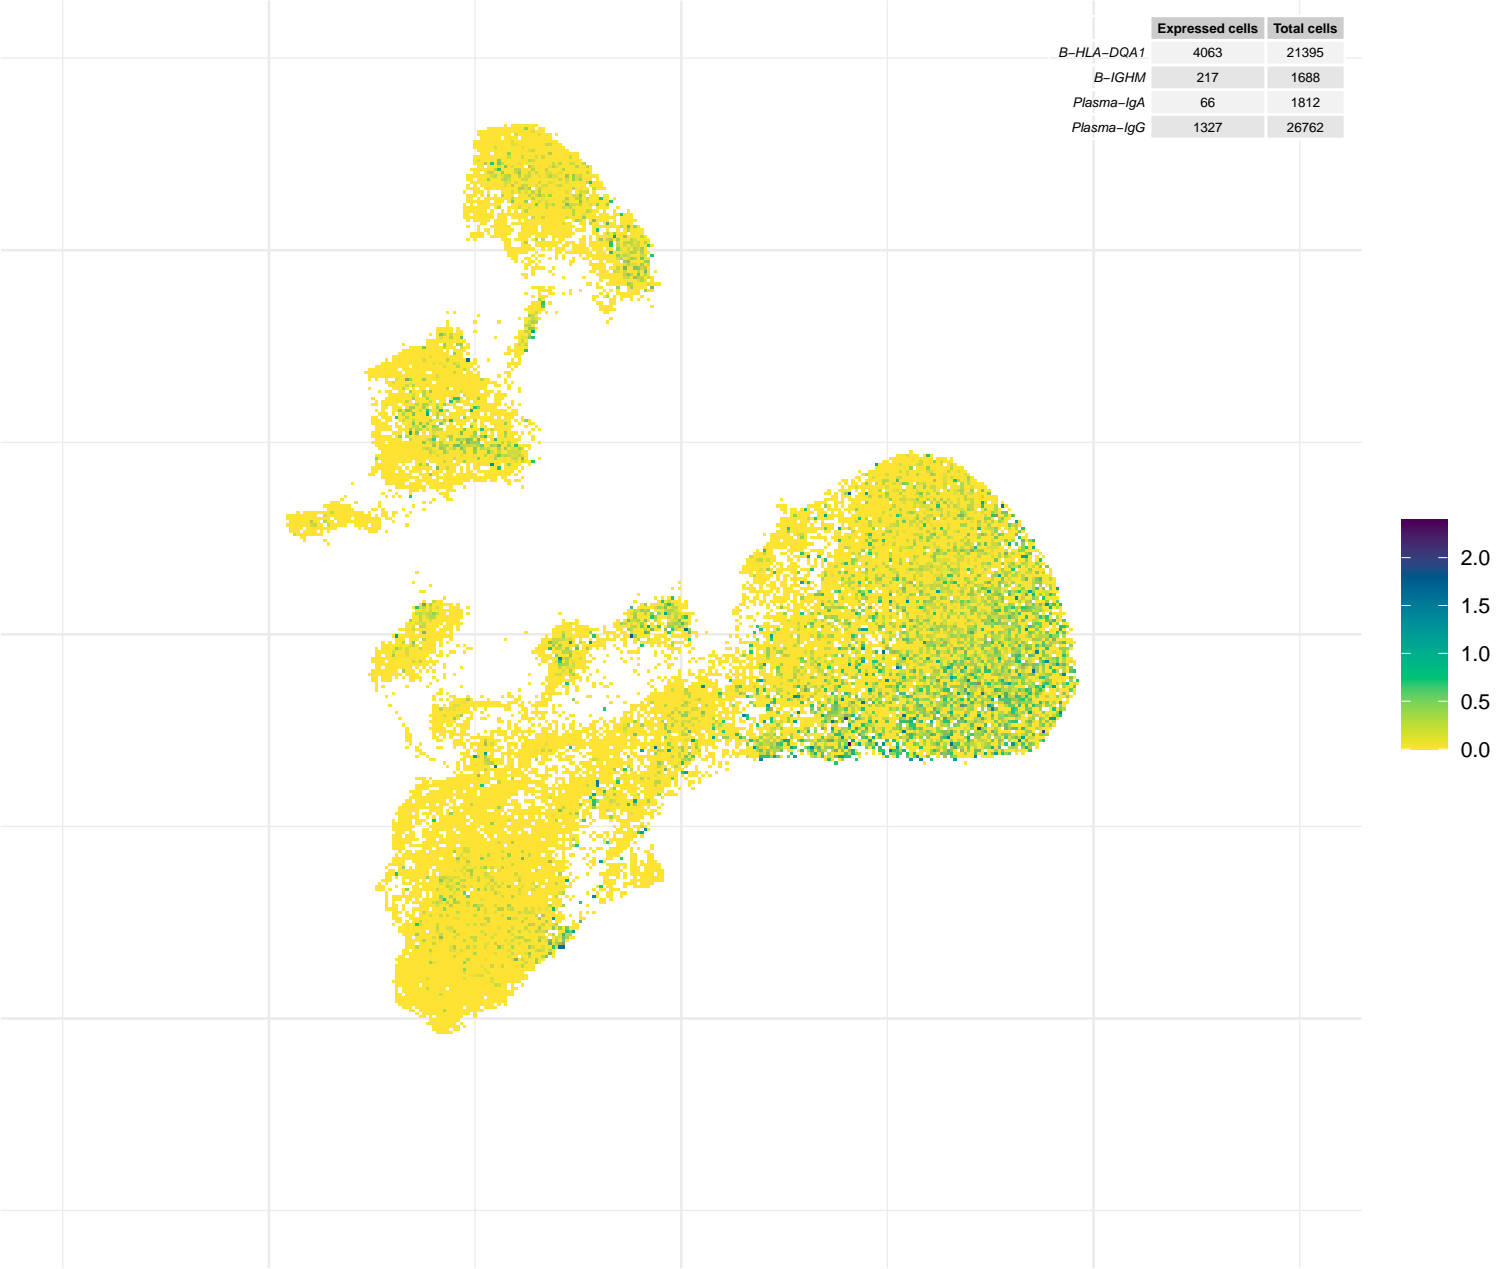 Expressed cells Total cells
B−HLA−DQA1 4063 21395
B−IGHM 217 1688
Plasma−IgA 66 1812
Plasma−IgG 1327 26762
2.0
1.5
1.0
0.5
0.0